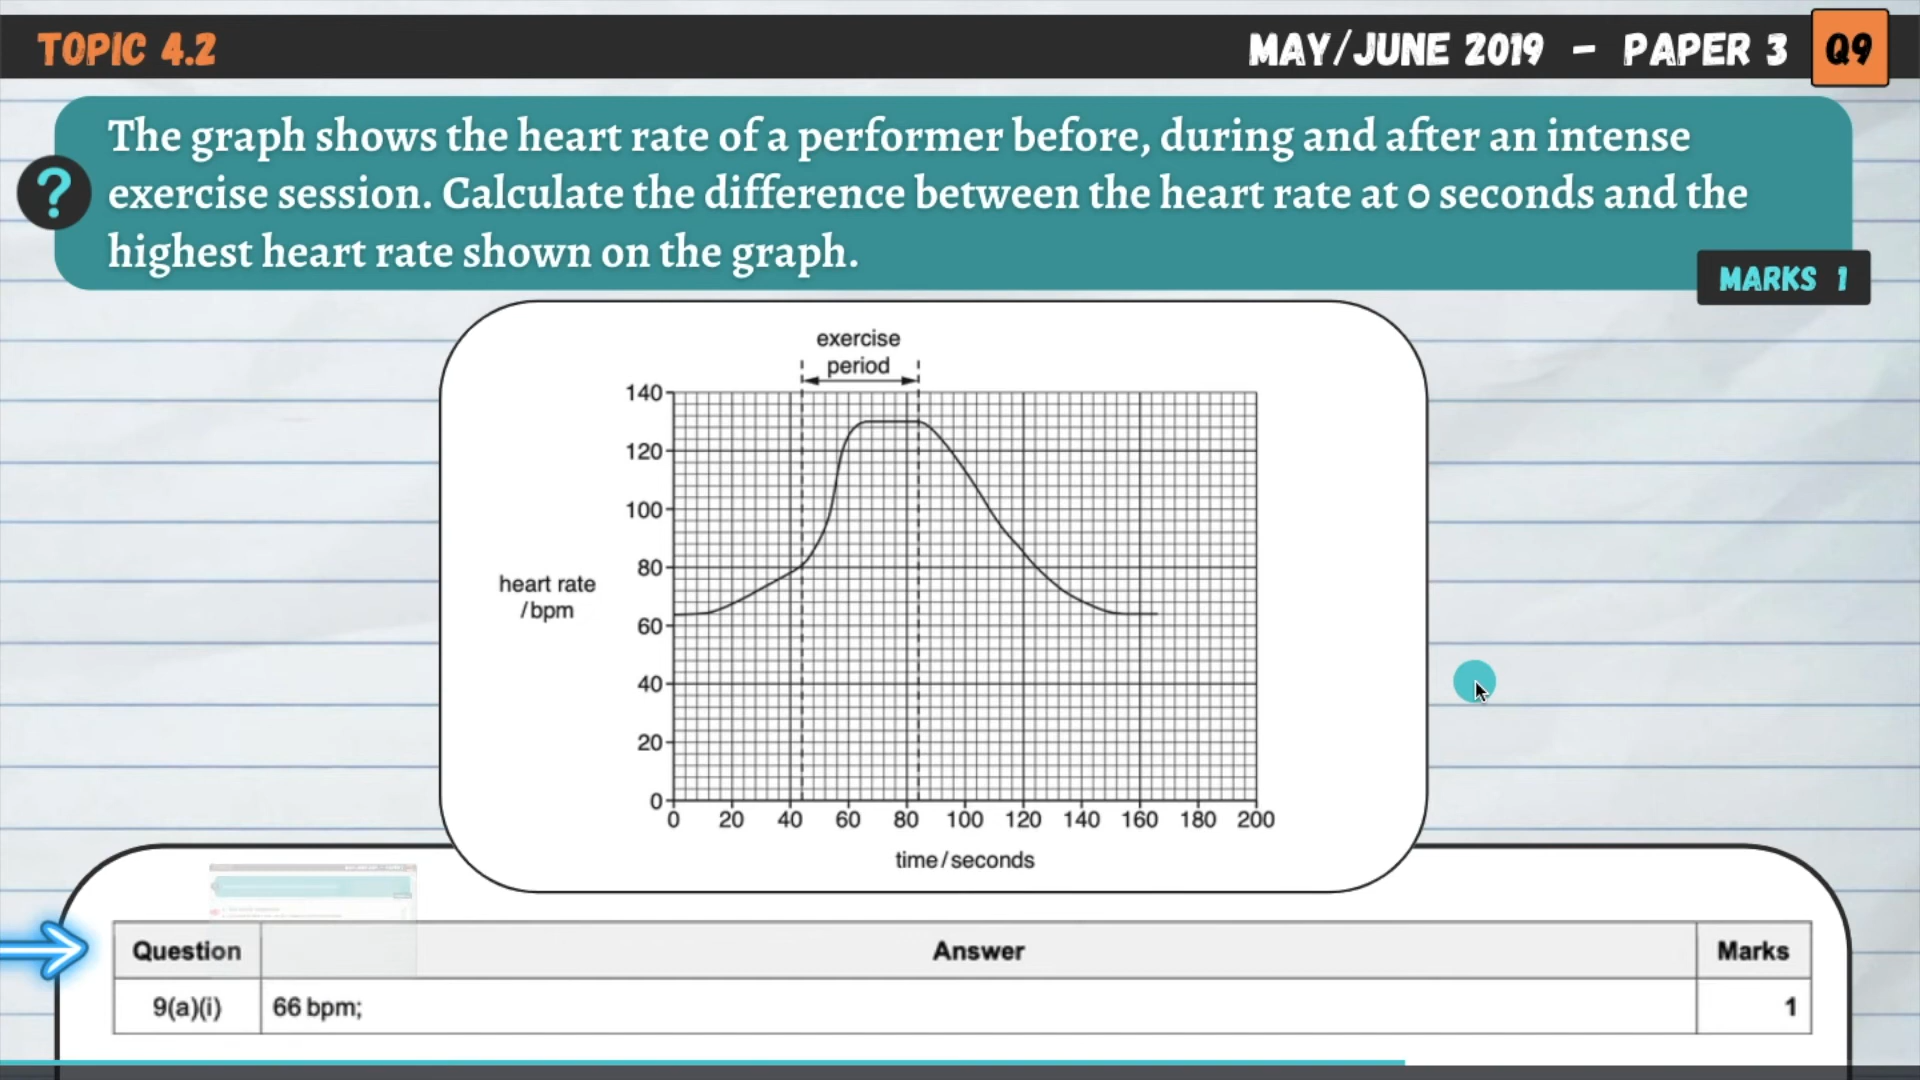 TOPIC 4.2
MAY/JUNE 2019 - PAPER 3
Q9
?
The graph shows the heart rate of a performer before, during and after an intense
exercise session. Calculate the difference between the heart rate at 0 seconds and the
highest heart rate shown on the graph.
MARKS 1
exercise
period
140
120
100
80
60
40
20
0
heart rate
/bpm
0 20 40 60 80 100 120 140 160 180 200
time/seconds
Question Answer Marks
9(a)(i) 66 bpm; 1